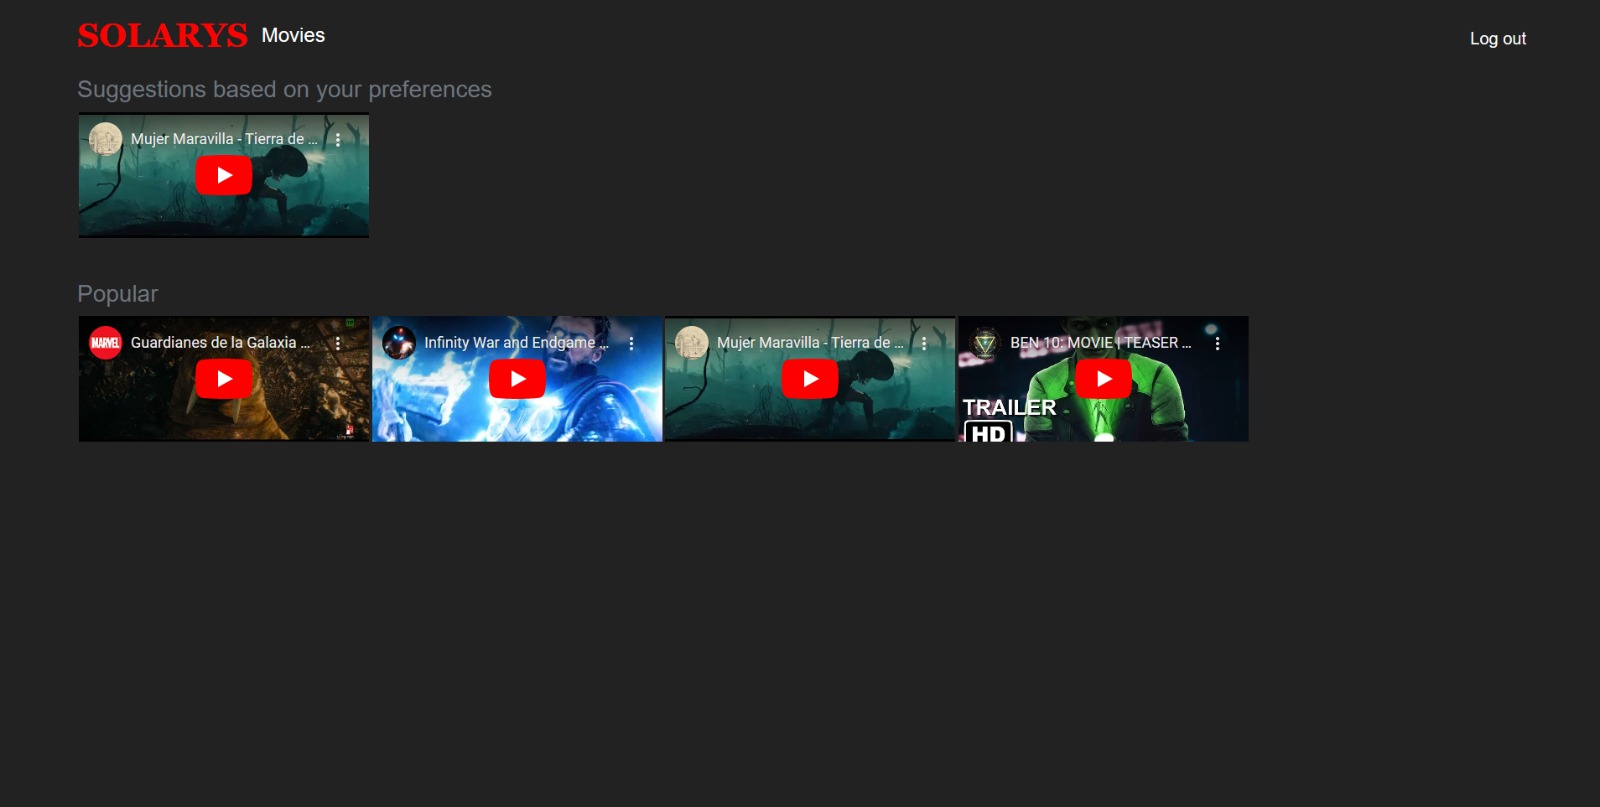 SOLARYS Movies
Log out
Suggestions based on your preferences
Mujer Maravilla - Tierra de ...
Popular
MARVEL Guardianes de la Galaxia ...
Infinity War and Endgame ...
Mujer Maravilla - Tierra de ...
BEN 10: MOVIE | TEASER ...
TRAILER
HD